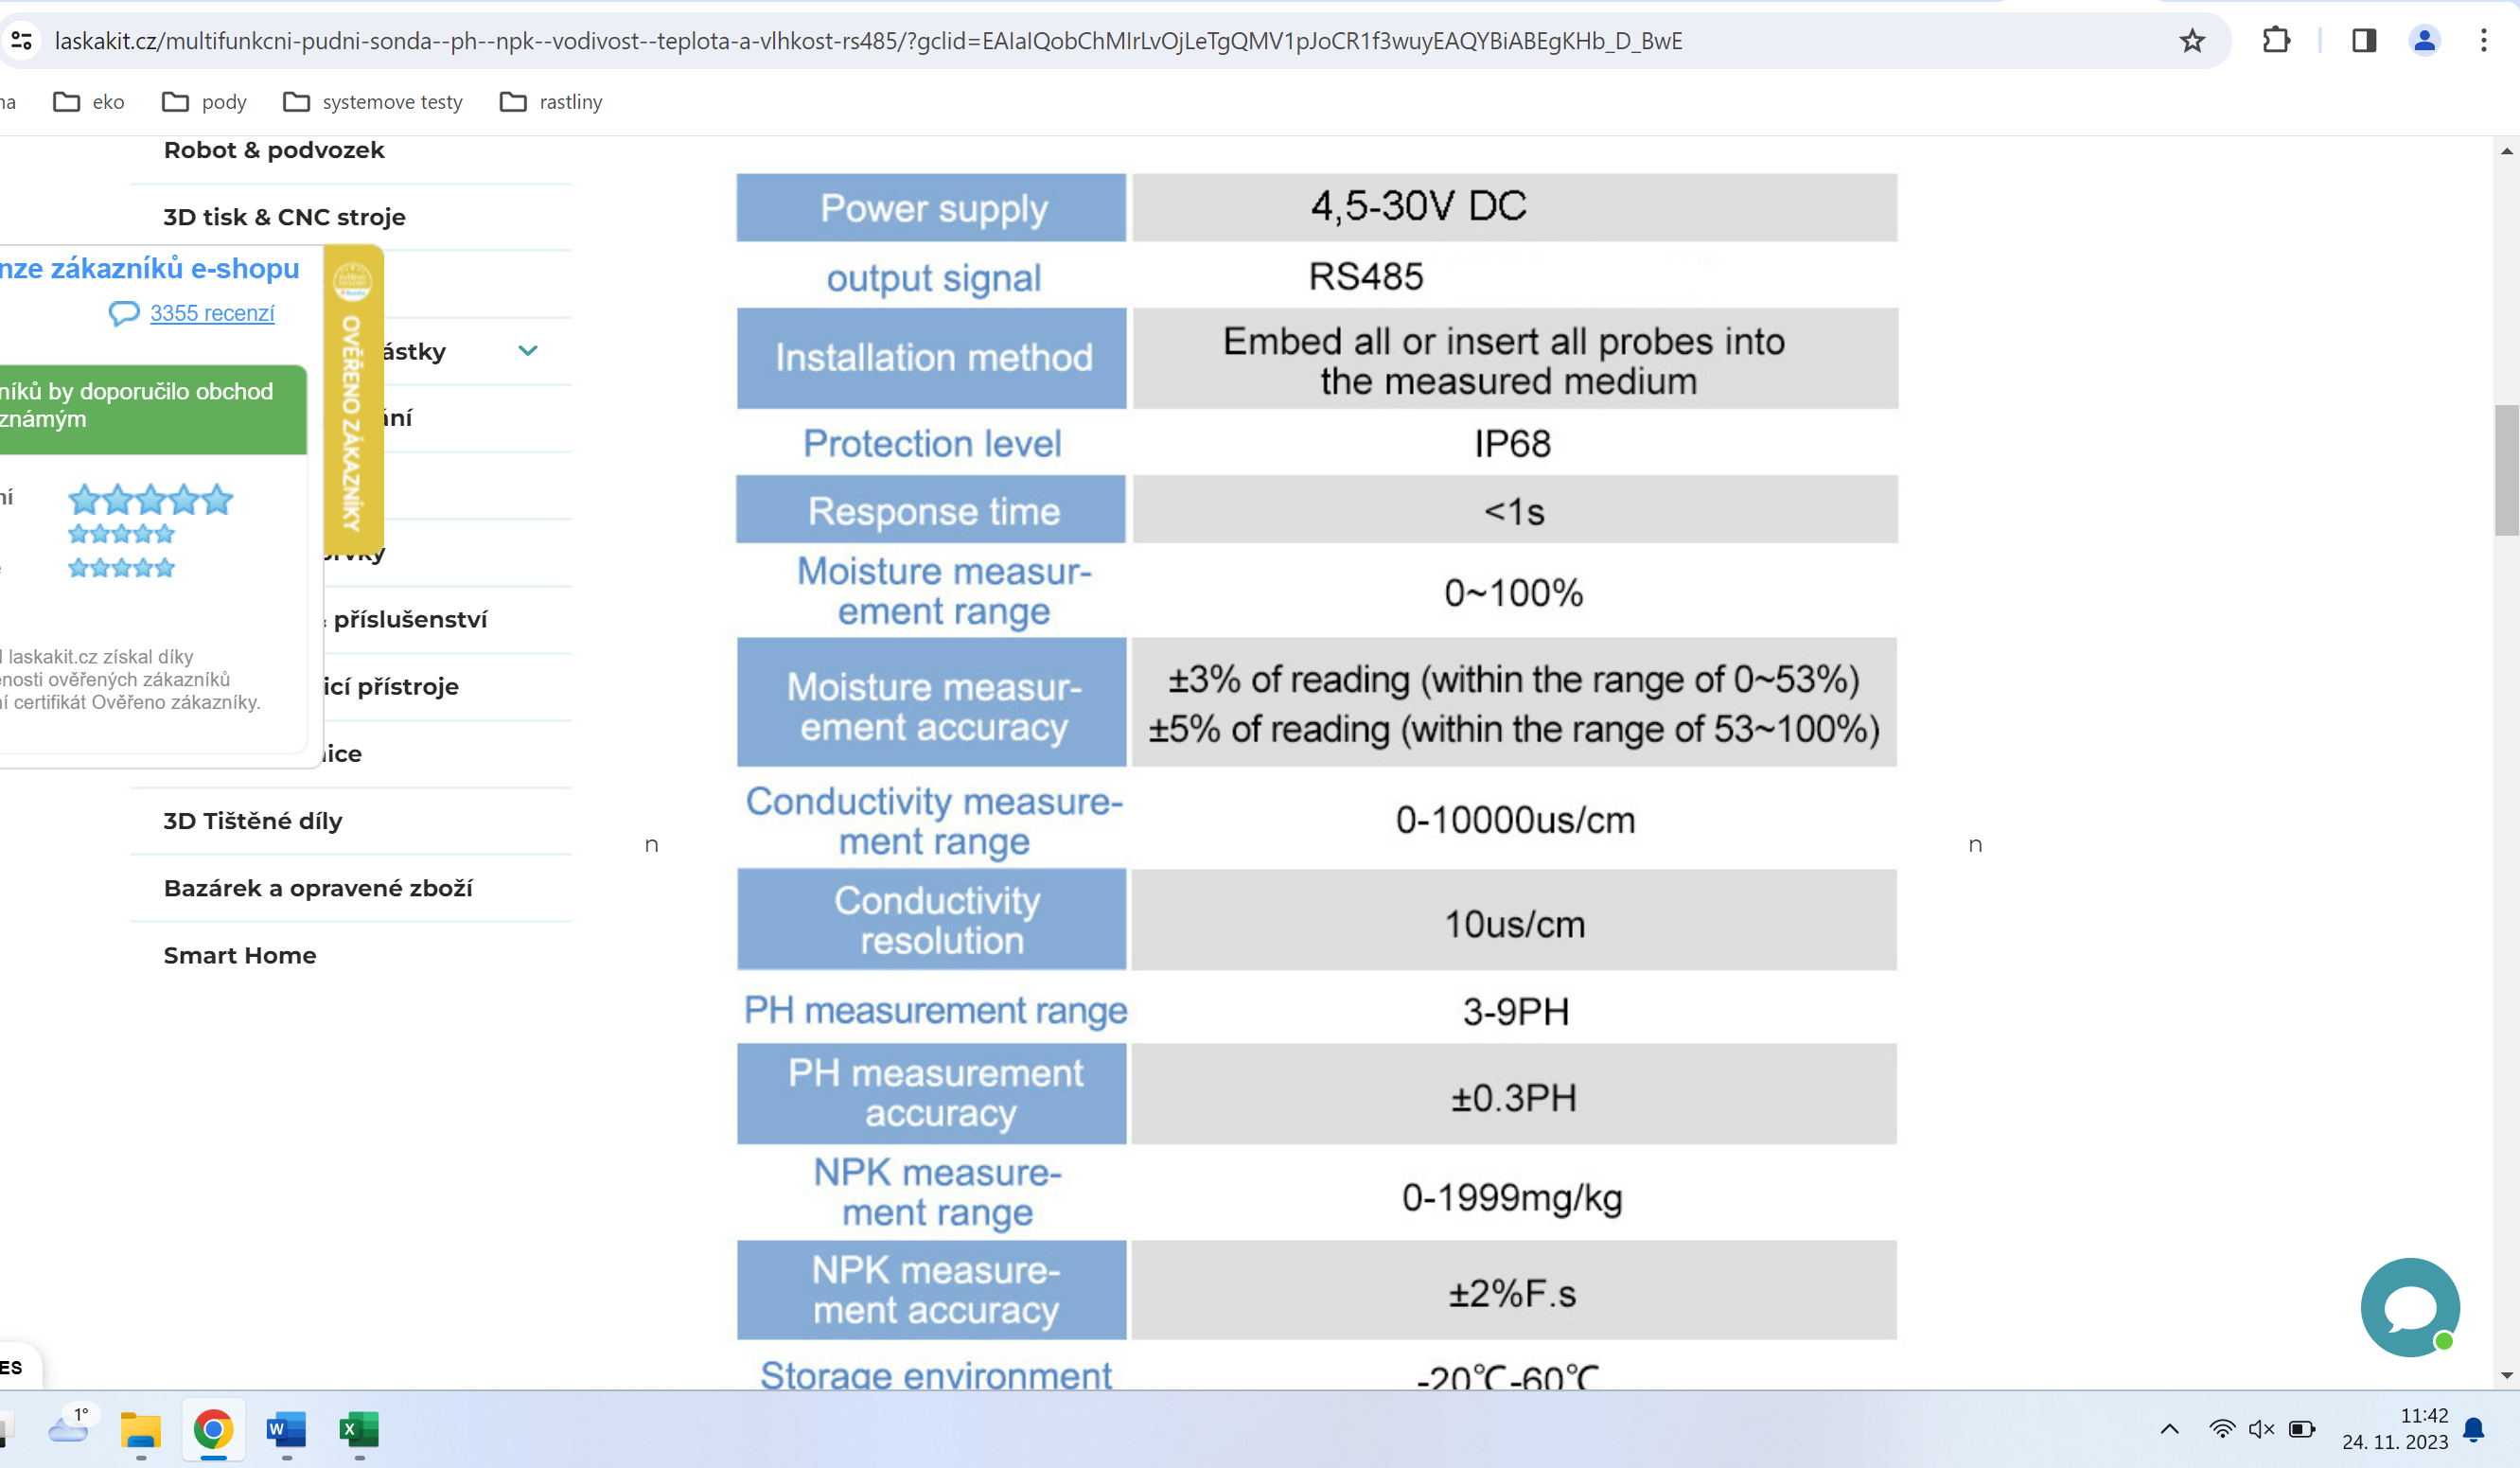 laskakit.cz/multifunkcni-pudni-sonda--ph--npk--vodivost--teplota-a-vlhkost-rs485/?gclid=EAIaIQobChMIrLvOjLeTgQMV1pJoCR1f3wuyEAQYBiABEgKHb_D_BwE
na
eko
pody
systemove testy
rastliny
Robot & podvozek
3D tisk & CNC stroje
nze zákazníků e-shopu
3355 recenzí
OVĚŘENO ZÁKAZNÍKY
ástky
níků by doporučilo obchod
známým
ání
ní
příslušenství
l laskakit.cz získal díky
enosti ověřených zákazníků
ní certifikát Ověřeno zákazníky.
icí přístroje
nice
3D Tištěné díly
Bazárek a opravené zboží
Smart Home
n
Power supply 4,5-30V DC
output signal RS485
Installation method Embed all or insert all probes into
the measured medium
Protection level IP68
Response time <1s
Moisture measur-
ement range 0~100%
Moisture measur-
ement accuracy
±3% of reading (within the range of 0~53%)
±5% of reading (within the range of 53~100%)
Conductivity measure-
ment range 0-10000us/cm
Conductivity
resolution 10us/cm
PH measurement range 3-9PH
PH measurement
accuracy ±0.3PH
NPK measure-
ment range 0-1999mg/kg
NPK measure-
ment accuracy ±2%F.s
Storage environment -20℃-60℃
n
ES
1°
W
X
11:42
24. 11. 2023